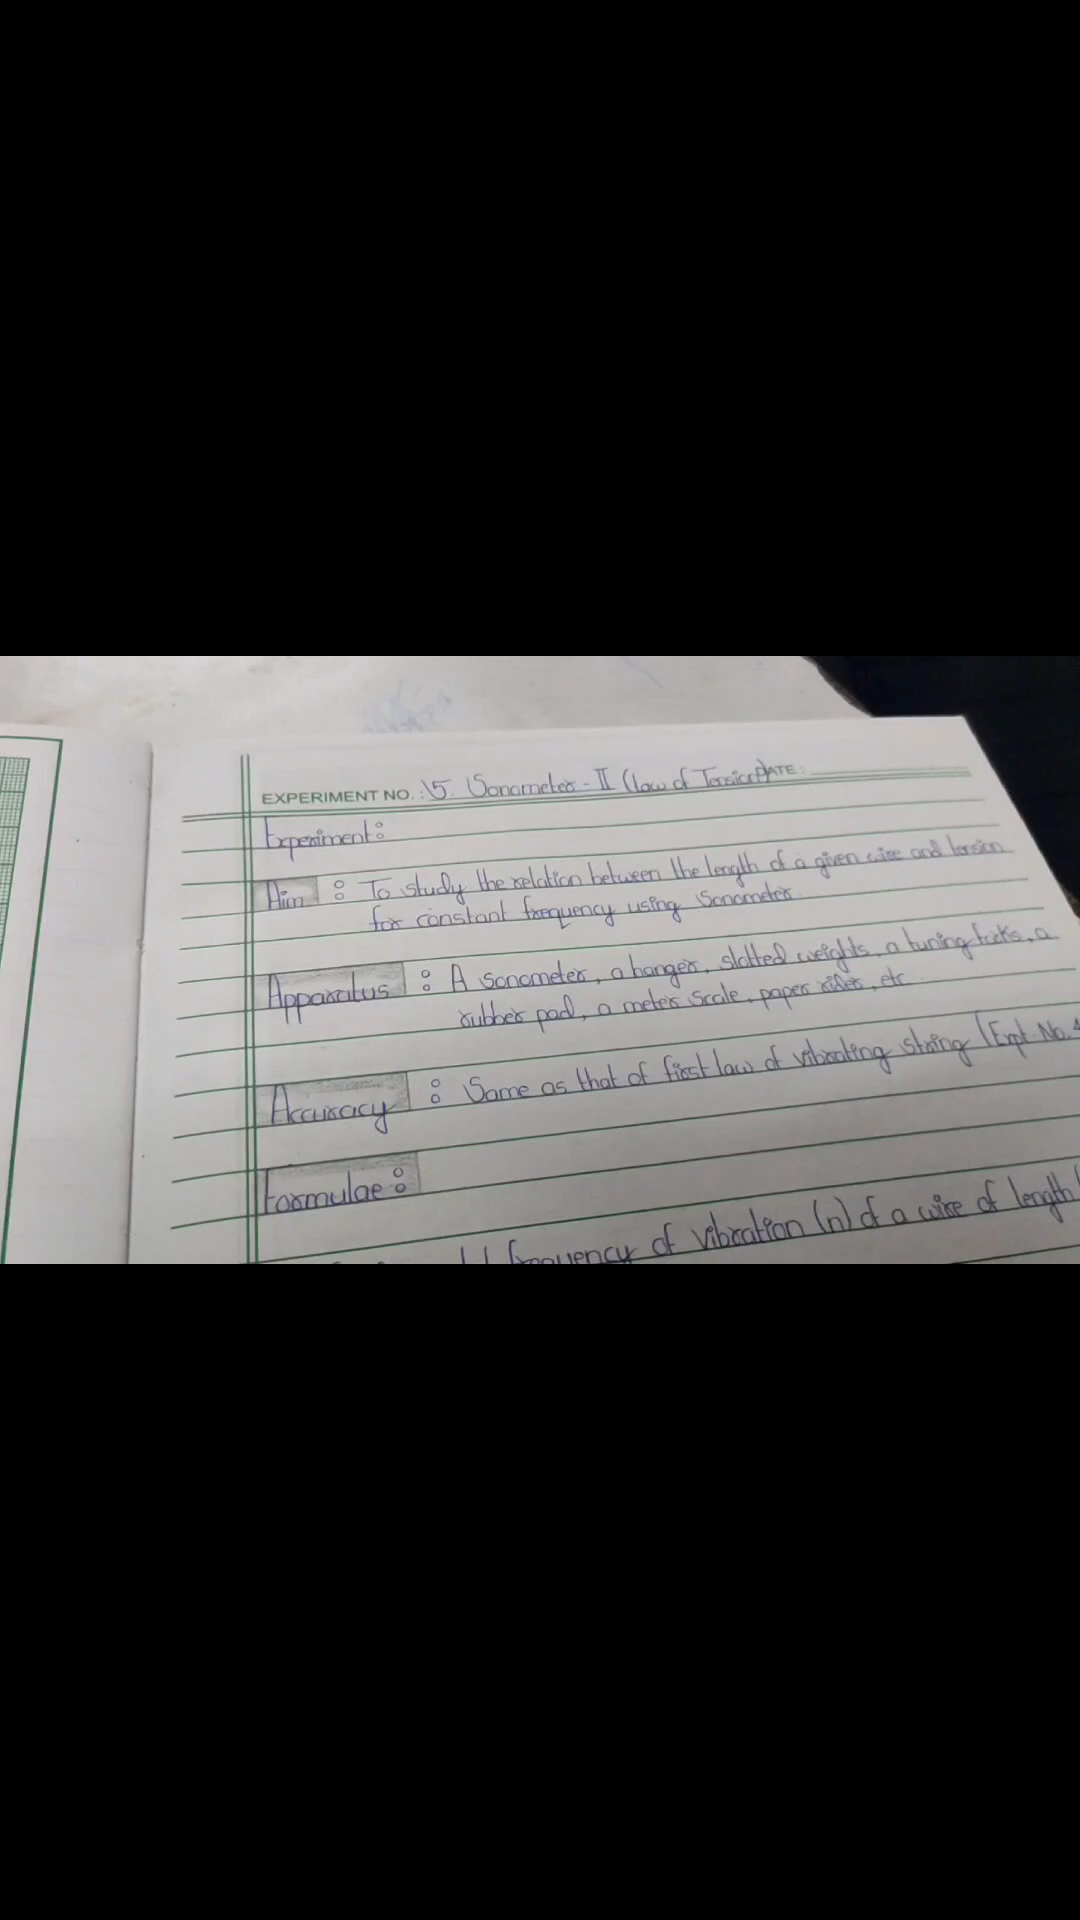 EXPERIMENT NO. : 5. Sonometer - II (law of Tension) DATE :
Experiment :
Aim : To study the relation between the length of a given wire and tension
for constant frequency using Sonometer.
Apparatus : A sonometer, a hanger, slotted weights, a tuning forks, a
rubber pad, a meter scale, paper rider, etc
Accuracy : Same as that of first law of vibrating string (Expt No. 4
Formulae :
frequency of vibration (n) of a wire of length